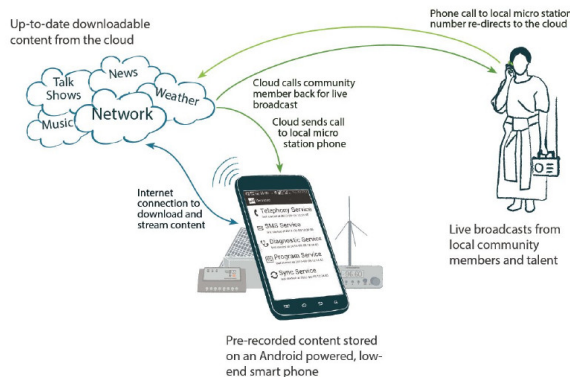 Phone call to local micro station
number re-directs to the cloud
Up-to-date downloadable
content from the cloud
News
Talk
Shows
Weather
Network
Music
Cloud calls community
member back for live
broadcast
Cloud sends call
to local micro
station phone
Internet
connection to
download and
stream content
Telephony Service
SMS Service
Diagnostic Service
Program Service
Sync Service
Live broadcasts from
local community
members and talent
Pre-recorded content stored
on an Android powered, low-
end smart phone